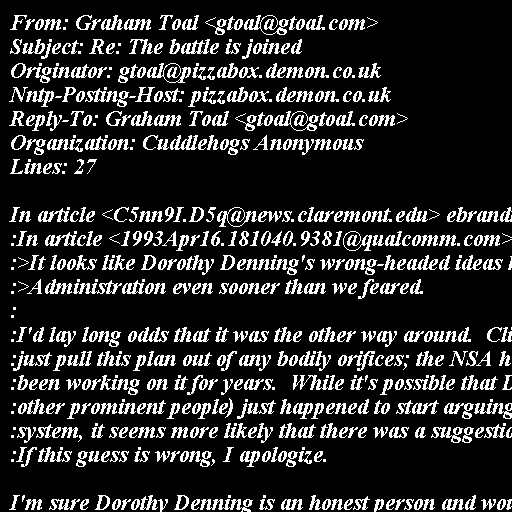 From: Graham Toal <gtoal@gtoal.com>
Subject: Re: The battle is joined
Originator: gtoal@pizzabox.demon.co.uk
Nntp-Posting-Host: pizzabox.demon.co.uk
Reply-To: Graham Toal <gtoal@gtoal.com>
Organization: Cuddlehogs Anonymous
Lines: 27

In article <C5nn9I.D5q@news.claremont.edu> ebrand
:In article <1993Apr16.181040.9381@qualcomm.com>
:>It looks like Dorothy Denning's wrong-headed ideas
:>Administration even sooner than we feared.
:
:I'd lay long odds that it was the other way around.  Cli
:just pull this plan out of any bodily orifices; the NSA h
:been working on it for years.  While it's possible that D
:other prominent people) just happened to start arguing
:system, it seems more likely that there was a suggestio
:If this guess is wrong, I apologize.

I'm sure Dorothy Denning is an honest person and wou